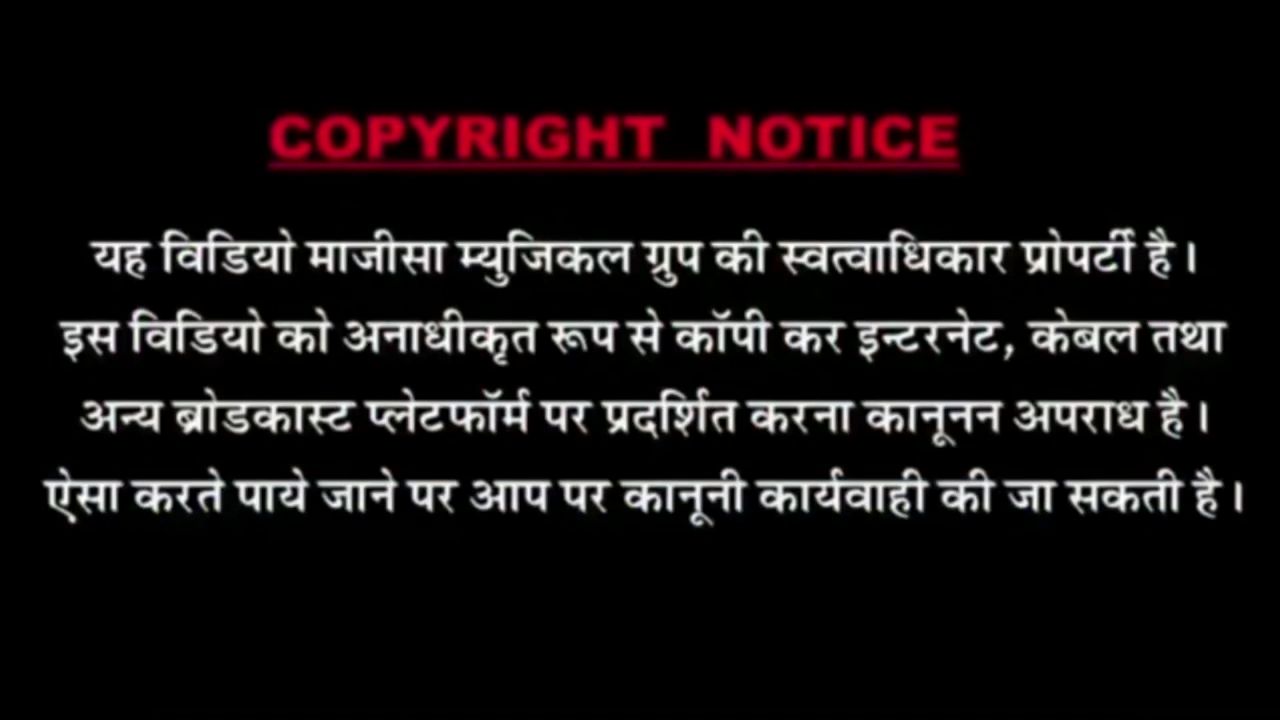 COPYRIGHT NOTICE
यह विडियो माजीसा म्युजिकल ग्रुप की स्वत्वाधिकार प्रोपर्टी है।
इस विडियो को अनाधीकृत रूप से कॉपी कर इन्टरनेट, केबल तथा
अन्य ब्रोडकास्ट प्लेटफॉर्म पर प्रदर्शित करना कानूनन अपराध है।
ऐसा करते पाये जाने पर आप पर कानूनी कार्यवाही की जा सकती है।